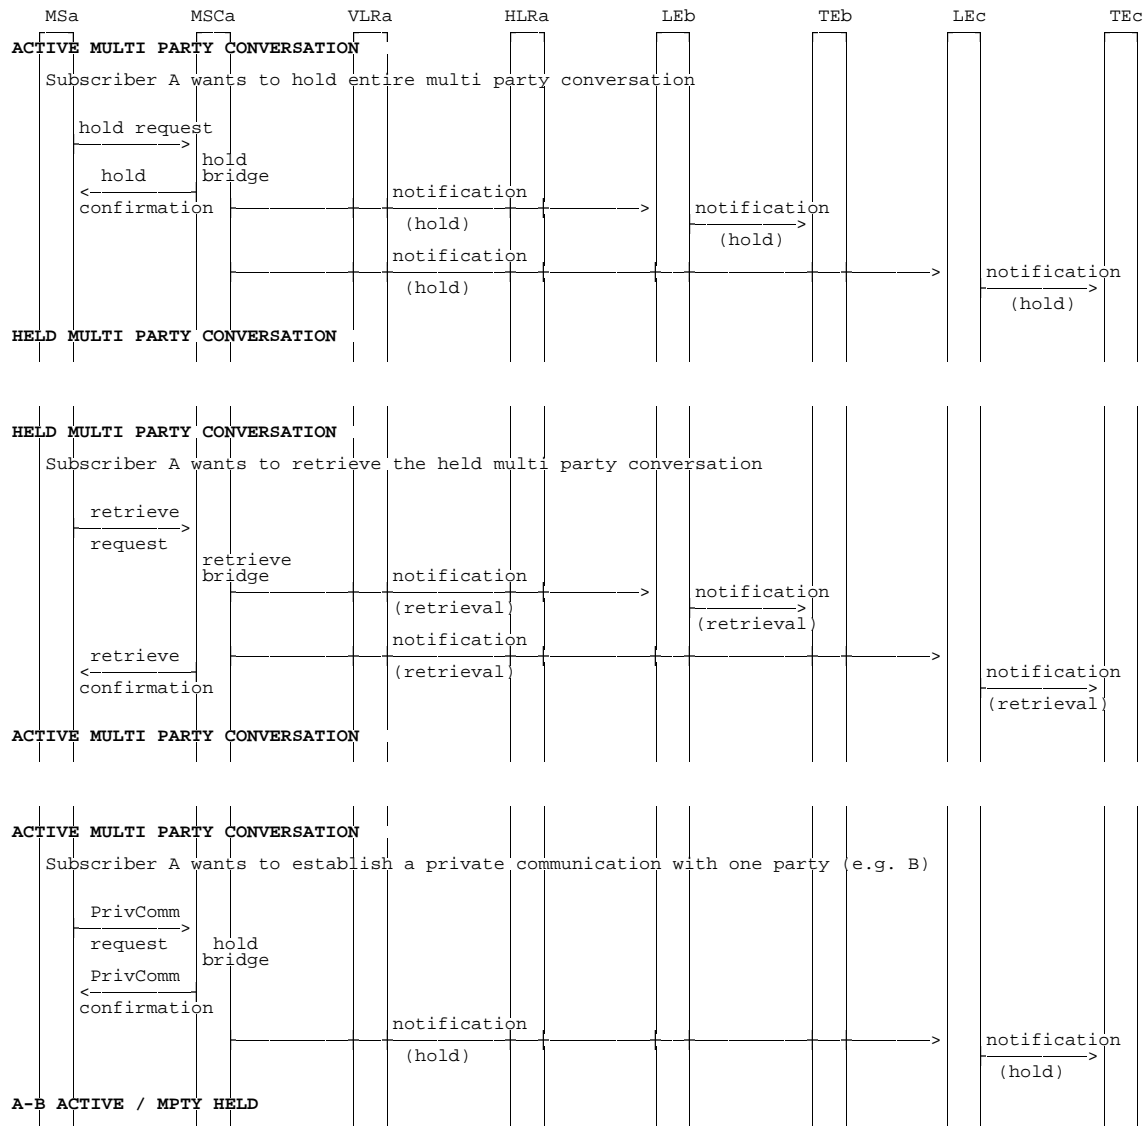 MSa MSCa VLRa HLRa LEb TEb LEc TEc
ACTIVE MULTI PARTY CONVERSATION
Subscriber A wants to hold entire multi party conversation
hold request
hold
hold bridge notification
confirmation notification
(hold)
(hold)
notification
notification
(hold)
(hold)
HELD MULTI PARTY CONVERSATION
HELD MULTI PARTY CONVERSATION
Subscriber A wants to retrieve the held multi party conversation
retrieve
request
retrieve
bridge notification
notification
(retrieval)
(retrieval)
notification
retrieve
(retrieval) notification
confirmation
(retrieval)
ACTIVE MULTI PARTY CONVERSATION
ACTIVE MULTI PARTY CONVERSATION
Subscriber A wants to establish a private communication with one party (e.g. B)
PrivComm
request hold
bridge
PrivComm
confirmation
notification
notification
(hold)
(hold)
A-B ACTIVE / MPTY HELD